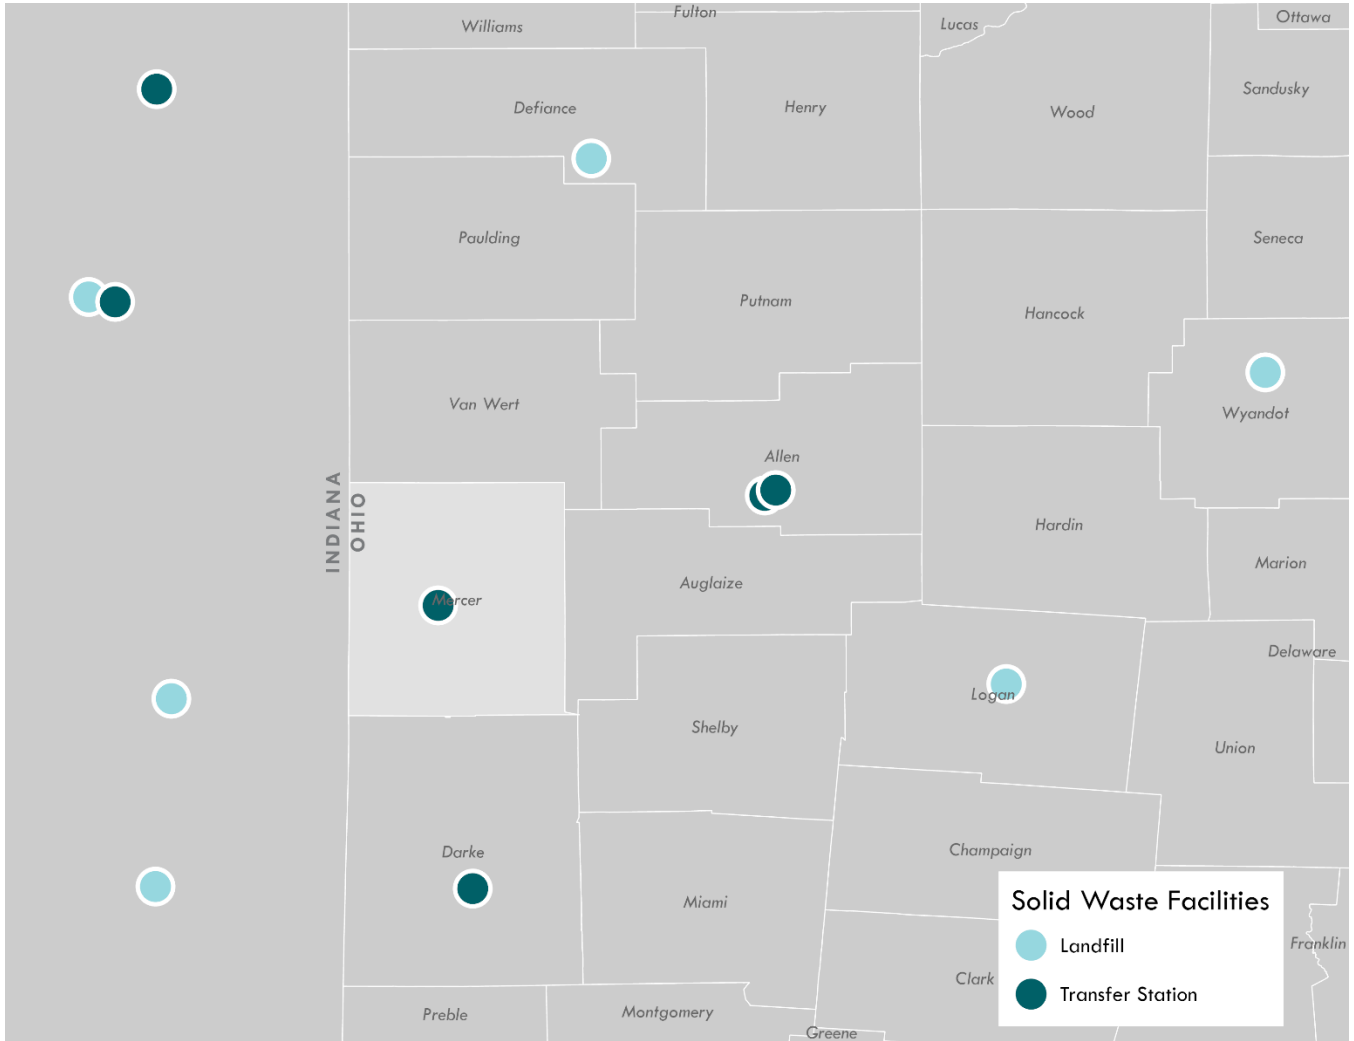 Williams
Fulton
Lucas
Ottawa
Defiance
Henry
Wood
Sandusky
Paulding
Putnam
Hancock
Seneca
Van Wert
Allen
Wyandot
INDIANA
OHIO
Hardin
Marion
Mercer
Auglaize
Logan
Delaware
Shelby
Union
Darke
Miami
Champaign
Solid Waste Facilities
Landfill
Transfer Station
Franklin
Clark
Preble
Montgomery
Greene